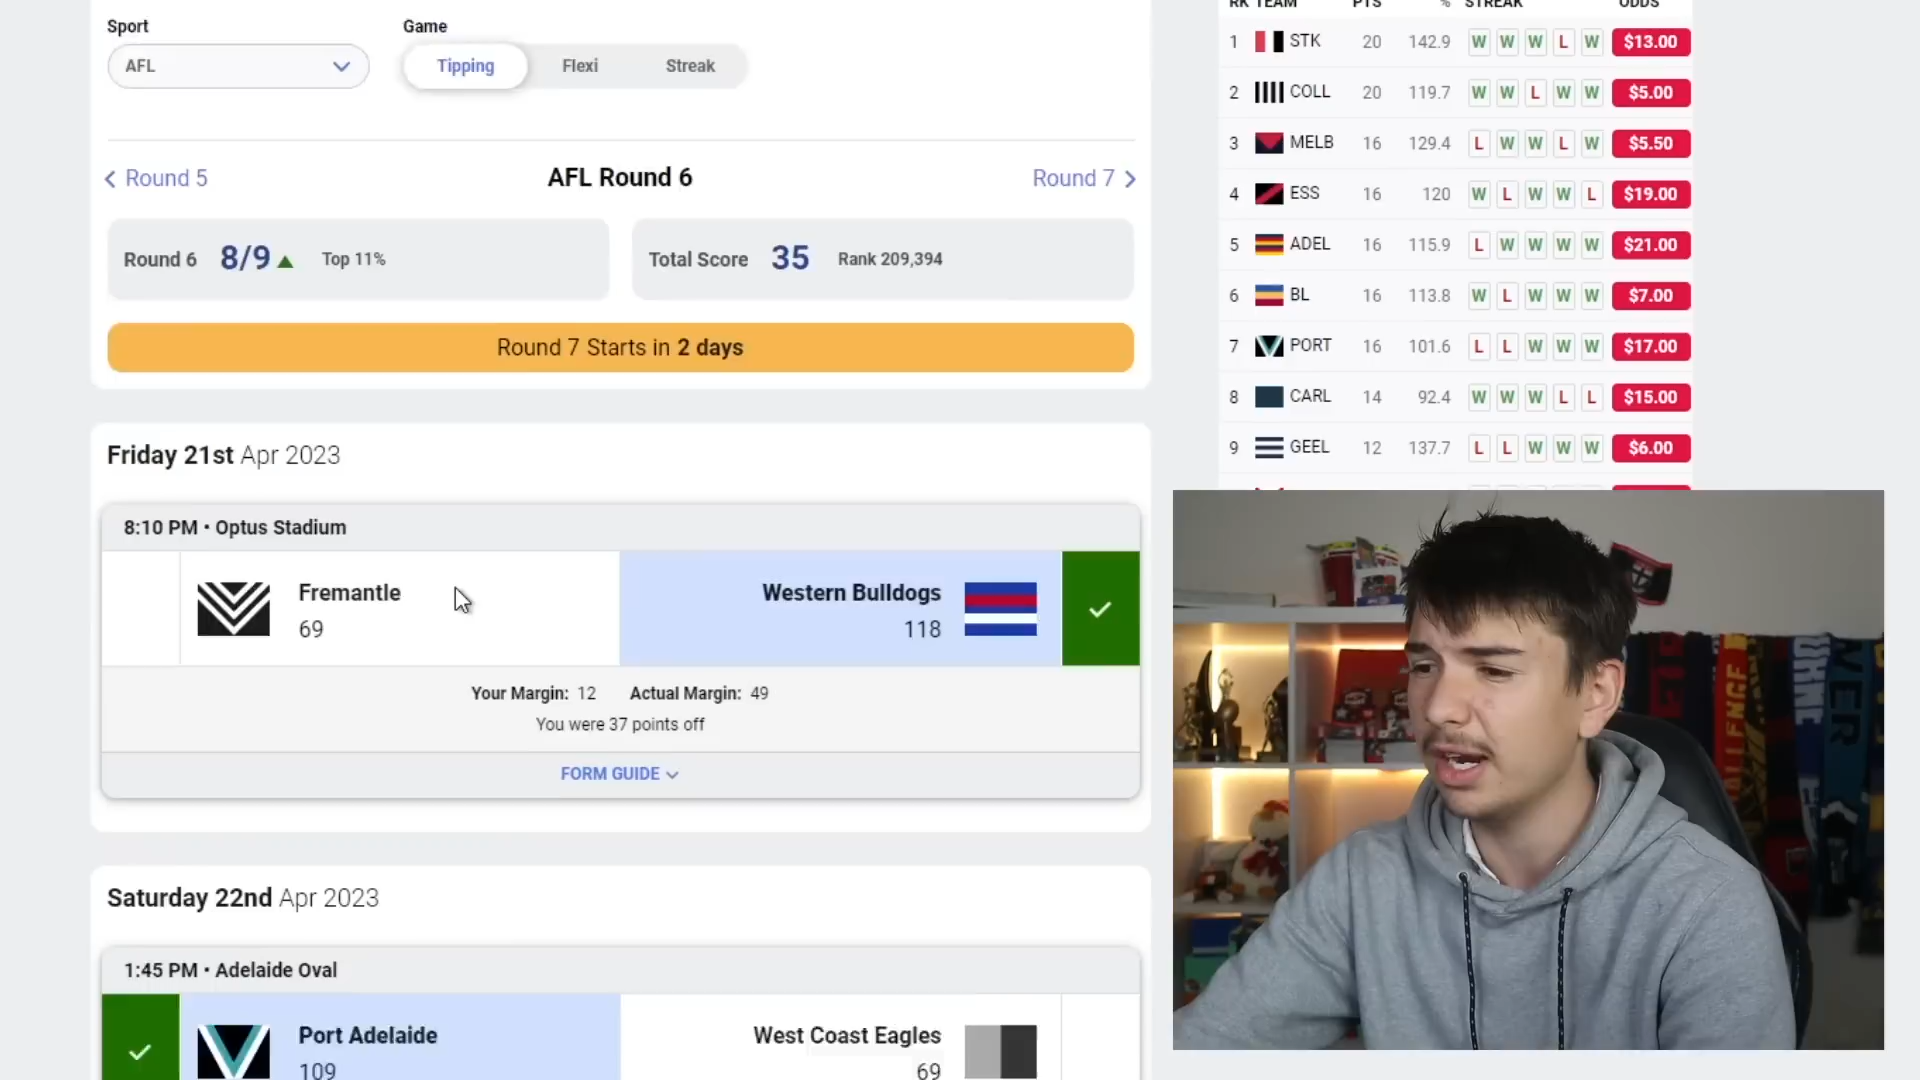 Sport
Game
AFL
Tipping
Flexi
Streak
Round 5
AFL Round 6
Round 7
Round 6 8/9 Top 11%
Total Score 35 Rank 209,394
Round 7 Starts in 2 days
Friday 21st Apr 2023
8:10 PM • Optus Stadium
Fremantle
69
Western Bulldogs
118
Your Margin: 12 Actual Margin: 49
You were 37 points off
FORM GUIDE
Saturday 22nd Apr 2023
1:45 PM • Adelaide Oval
Port Adelaide
109
West Coast Eagles
69
RK TEAM PTS % STREAK ODDS
1 STK 20 142.9 W W W L W $13.00
2 COLL 20 119.7 W W L W W $5.00
3 MELB 16 129.4 L W W L W $5.50
4 ESS 16 120 W L W W L $19.00
5 ADEL 16 115.9 L W W W W $21.00
6 BL 16 113.8 W L W W W $7.00
7 PORT 16 101.6 L L W W W $17.00
8 CARL 14 92.4 W W W L L $15.00
9 GEEL 12 137.7 L L W W W $6.00